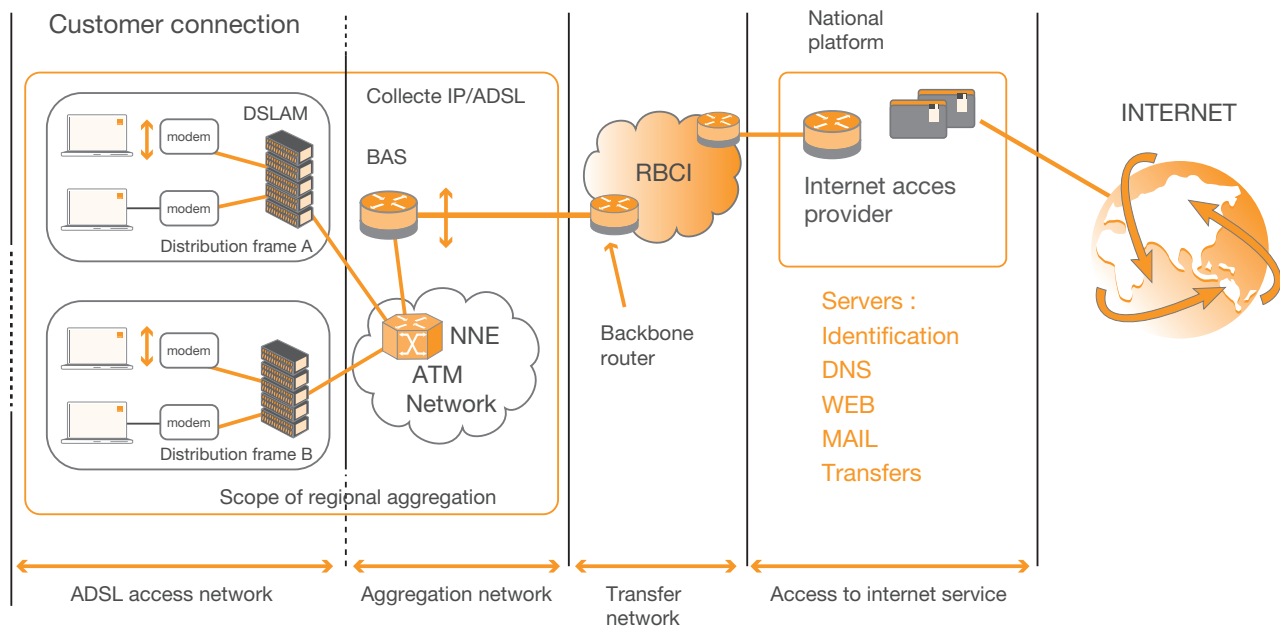 Customer connection
National
platform
DSLAM
modem
modem
Distribution frame A
Collecte IP/ADSL
BAS
RBCI
Internet acces
provider
INTERNET
modem
modem
Distribution frame B
NNE
ATM
Network
Backbone
router
Servers :
Identification
DNS
WEB
MAIL
Transfers
Scope of regional aggregation
ADSL access network
Aggregation network
Transfer
network
Access to internet service